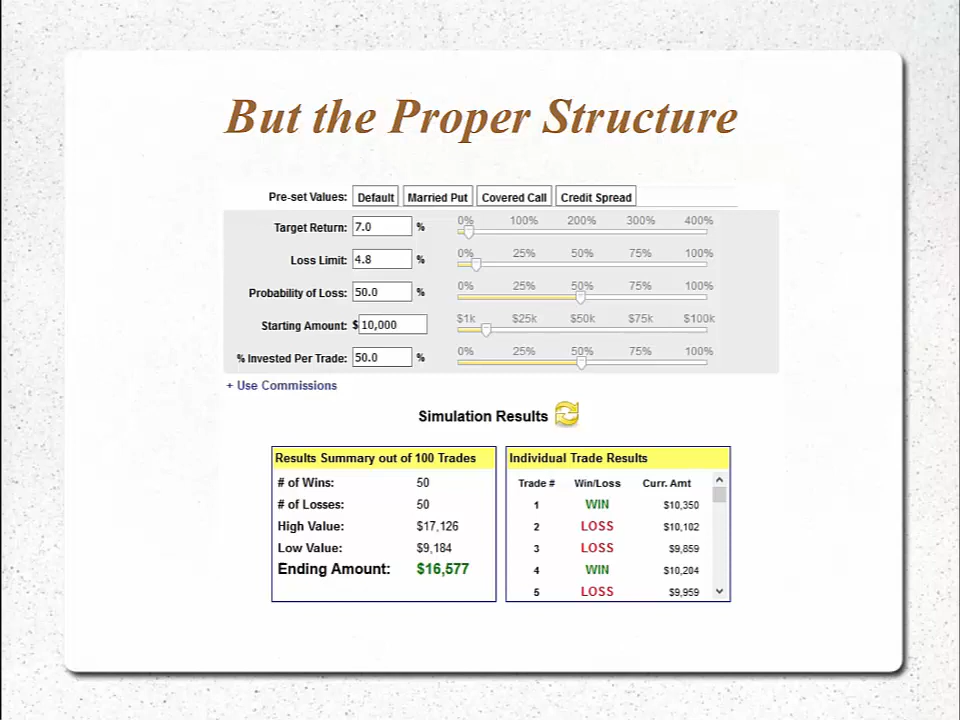 But the Proper Structure
Pre-set Values: Default Married Put Covered Call Credit Spread
Target Return: 7.0 % 0% 100% 200% 300% 400%
Loss Limit: 4.8 % 0% 25% 50% 75% 100%
Probability of Loss: 50.0 % 0% 25% 50% 75% 100%
Starting Amount: $ 10,000 $1k $25k $50k $75k $100k
% Invested Per Trade: 50.0 % 0% 25% 50% 75% 100%
+ Use Commissions
Simulation Results
Results Summary out of 100 Trades
# of Wins: 50
# of Losses: 50
High Value: $17,126
Low Value: $9,184
Ending Amount: $16,577
Individual Trade Results
Trade # Win/Loss Curr. Amt
1 WIN $10,350
2 LOSS $10,102
3 LOSS $9,859
4 WIN $10,204
5 LOSS $9,959